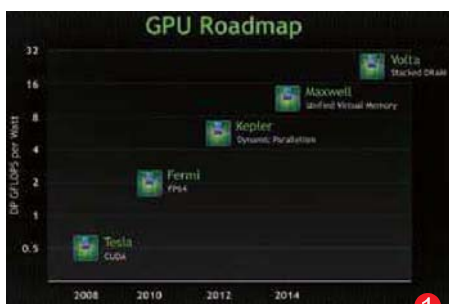 GPU Roadmap
32
16
8
4
2
1
0.5
DP GFLOPS per Watt
Volta
Stacked DRAM
Maxwell
Unified Virtual Memory
Kepler
Dynamic Parallelism
Fermi
FP64
Tesla
CUDA
2008
2010
2012
2014
1